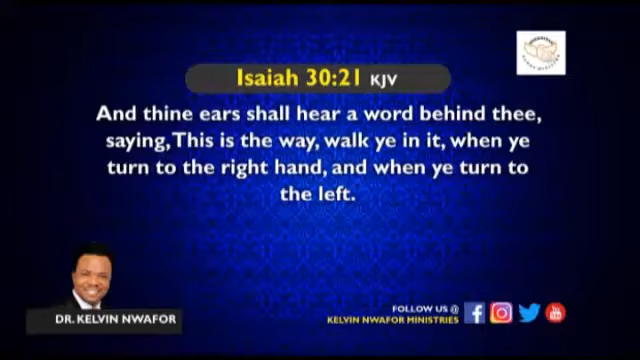 Isaiah 30:21 KJV
And thine ears shall hear a word behind thee,
saying, This is the way, walk ye in it, when ye
turn to the right hand, and when ye turn to
the left.
DR. KELVIN NWAFOR
FOLLOW US @
KELVIN NWAFOR MINISTRIES